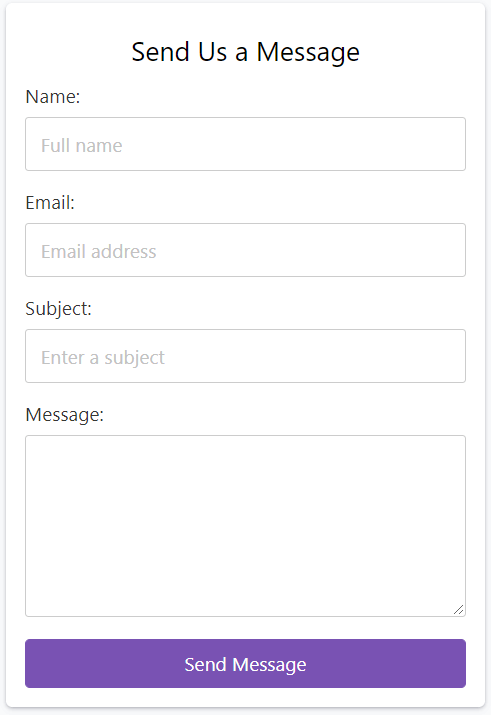 Send Us a Message
Name:
Full name
Email:
Email address
Subject:
Enter a subject
Message:
Send Message